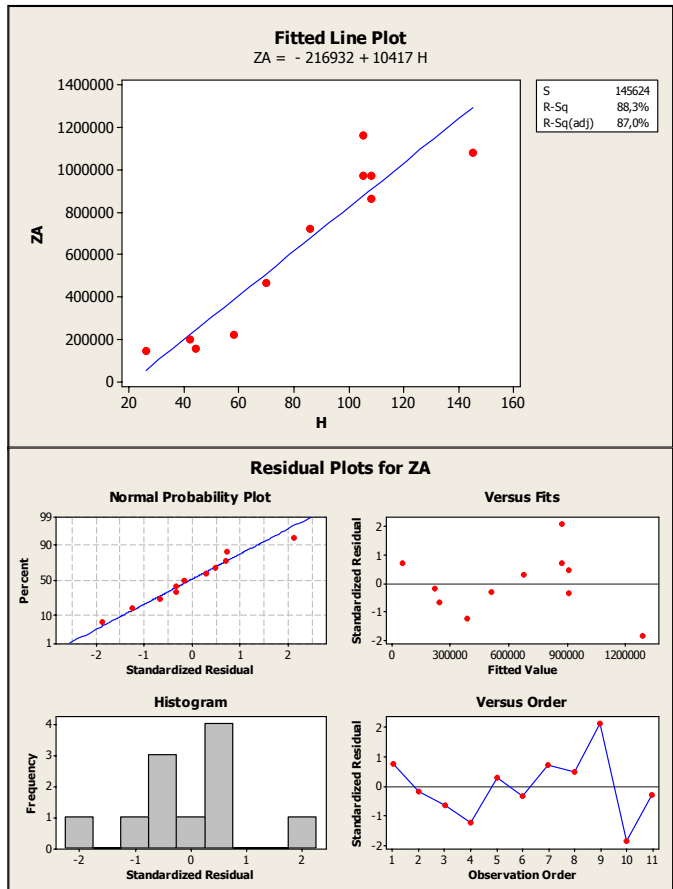 Fitted Line Plot
ZA = - 216932 + 10417 H
1400000
1200000
1000000
800000
600000
400000
200000
0
ZA
20 40 60 80 100 120 140 160
H
S 145624
R-Sq 88,3%
R-Sq(adj) 87,0%
Residual Plots for ZA
Normal Probability Plot
99
90
50
10
1
Percent
-2 -1 0 1 2
Standardized Residual
Versus Fits
2
1
0
-1
-2
Standardized Residual
0 300000 600000 900000 1200000
Fitted Value
Histogram
4
3
2
1
0
Frequency
-2 -1 0 1 2
Standardized Residual
Versus Order
2
1
0
-1
-2
Standardized Residual
1 2 3 4 5 6 7 8 9 10 11
Observation Order